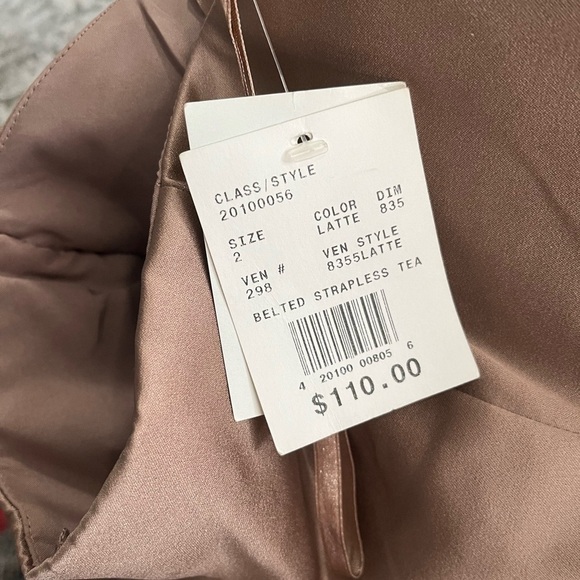 CLASS/STYLE
20100056
COLOR DIM
LATTE 835
SIZE
2
VEN STYLE
8355LATTE
VEN #
298
BELTED STRAPLESS TEA
4 20100 00805 6
$110.00